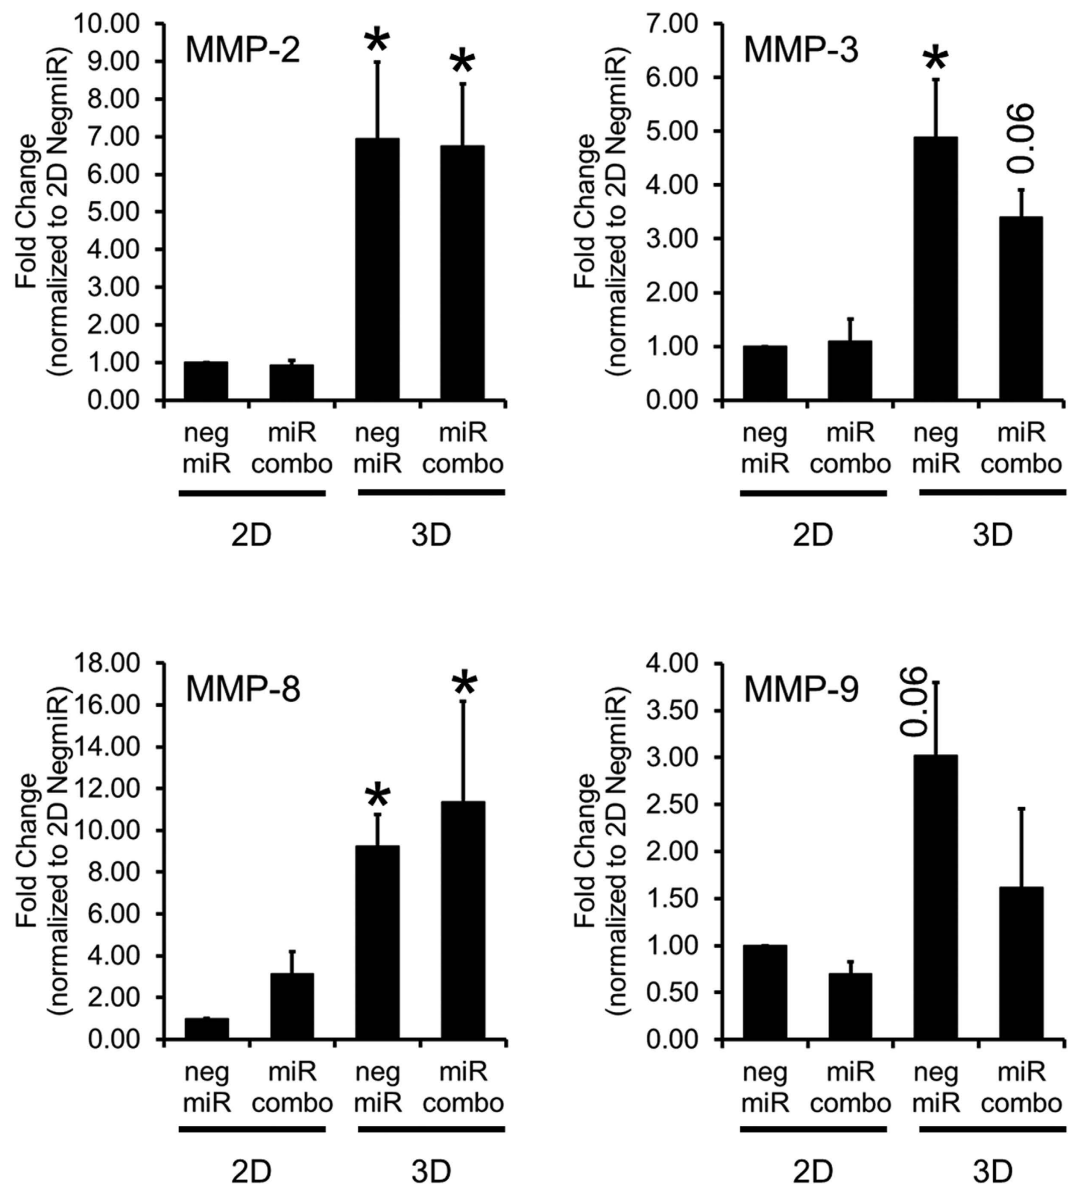 MMP-2
Fold Change
(normalized to 2D NegmiR)
10.00
9.00
8.00
7.00
6.00
5.00
4.00
3.00
2.00
1.00
0.00
*
*
neg miR
miR combo
neg miR
miR combo
2D
3D
MMP-3
Fold Change
(normalized to 2D NegmiR)
7.00
6.00
5.00
4.00
3.00
2.00
1.00
0.00
*
0.06
neg miR
miR combo
neg miR
miR combo
2D
3D
MMP-8
Fold Change
(normalized to 2D NegmiR)
18.00
16.00
14.00
12.00
10.00
8.00
6.00
4.00
2.00
0.00
*
*
neg miR
miR combo
neg miR
miR combo
2D
3D
MMP-9
Fold Change
(normalized to 2D NegmiR)
4.00
3.50
3.00
2.50
2.00
1.50
1.00
0.50
0.00
0.06
neg miR
miR combo
neg miR
miR combo
2D
3D